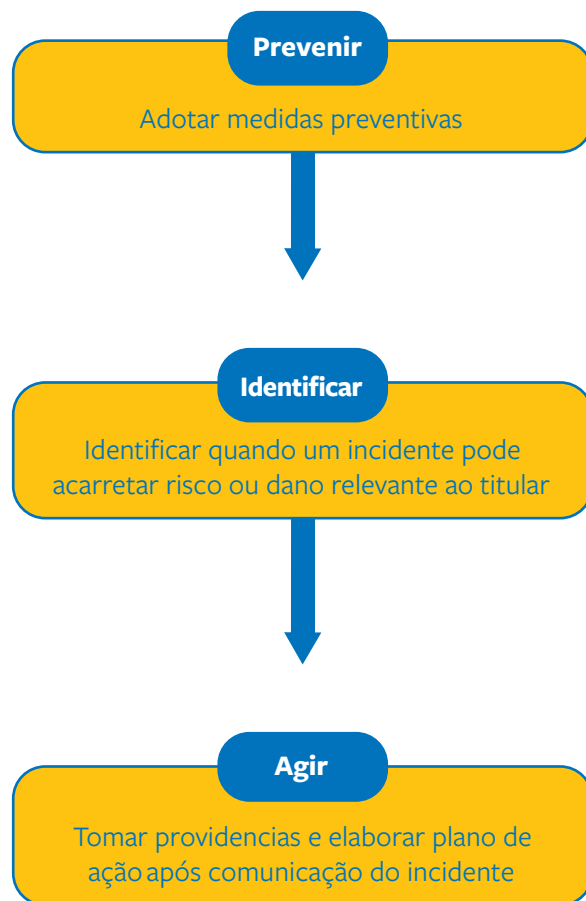 Prevenir
Adotar medidas preventivas
Identificar
Identificar quando um incidente pode
acarretar risco ou dano relevante ao titular
Agir
Tomar providencias e elaborar plano de
ação após comunicação do incidente